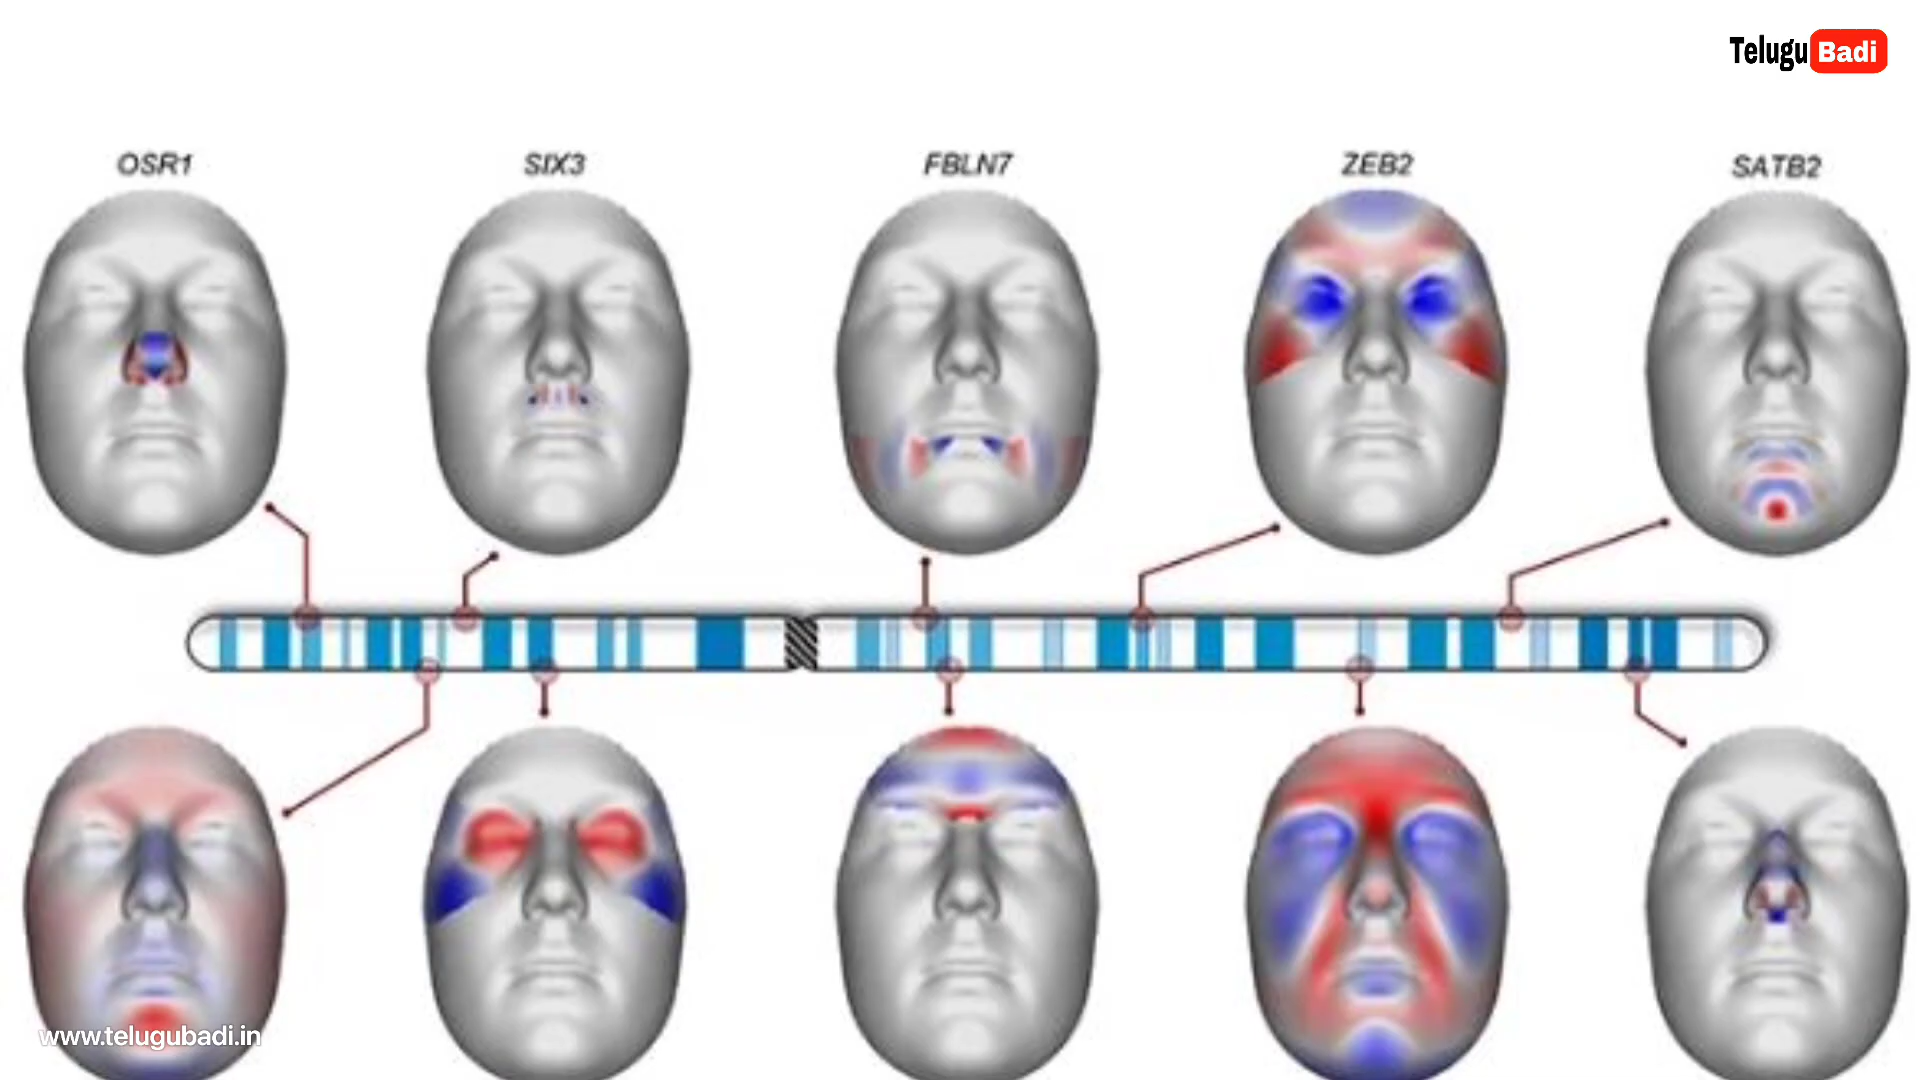 Telugu Badi
OSR1
SIX3
FBLN7
ZEB2
SATB2
www.telugubadi.in